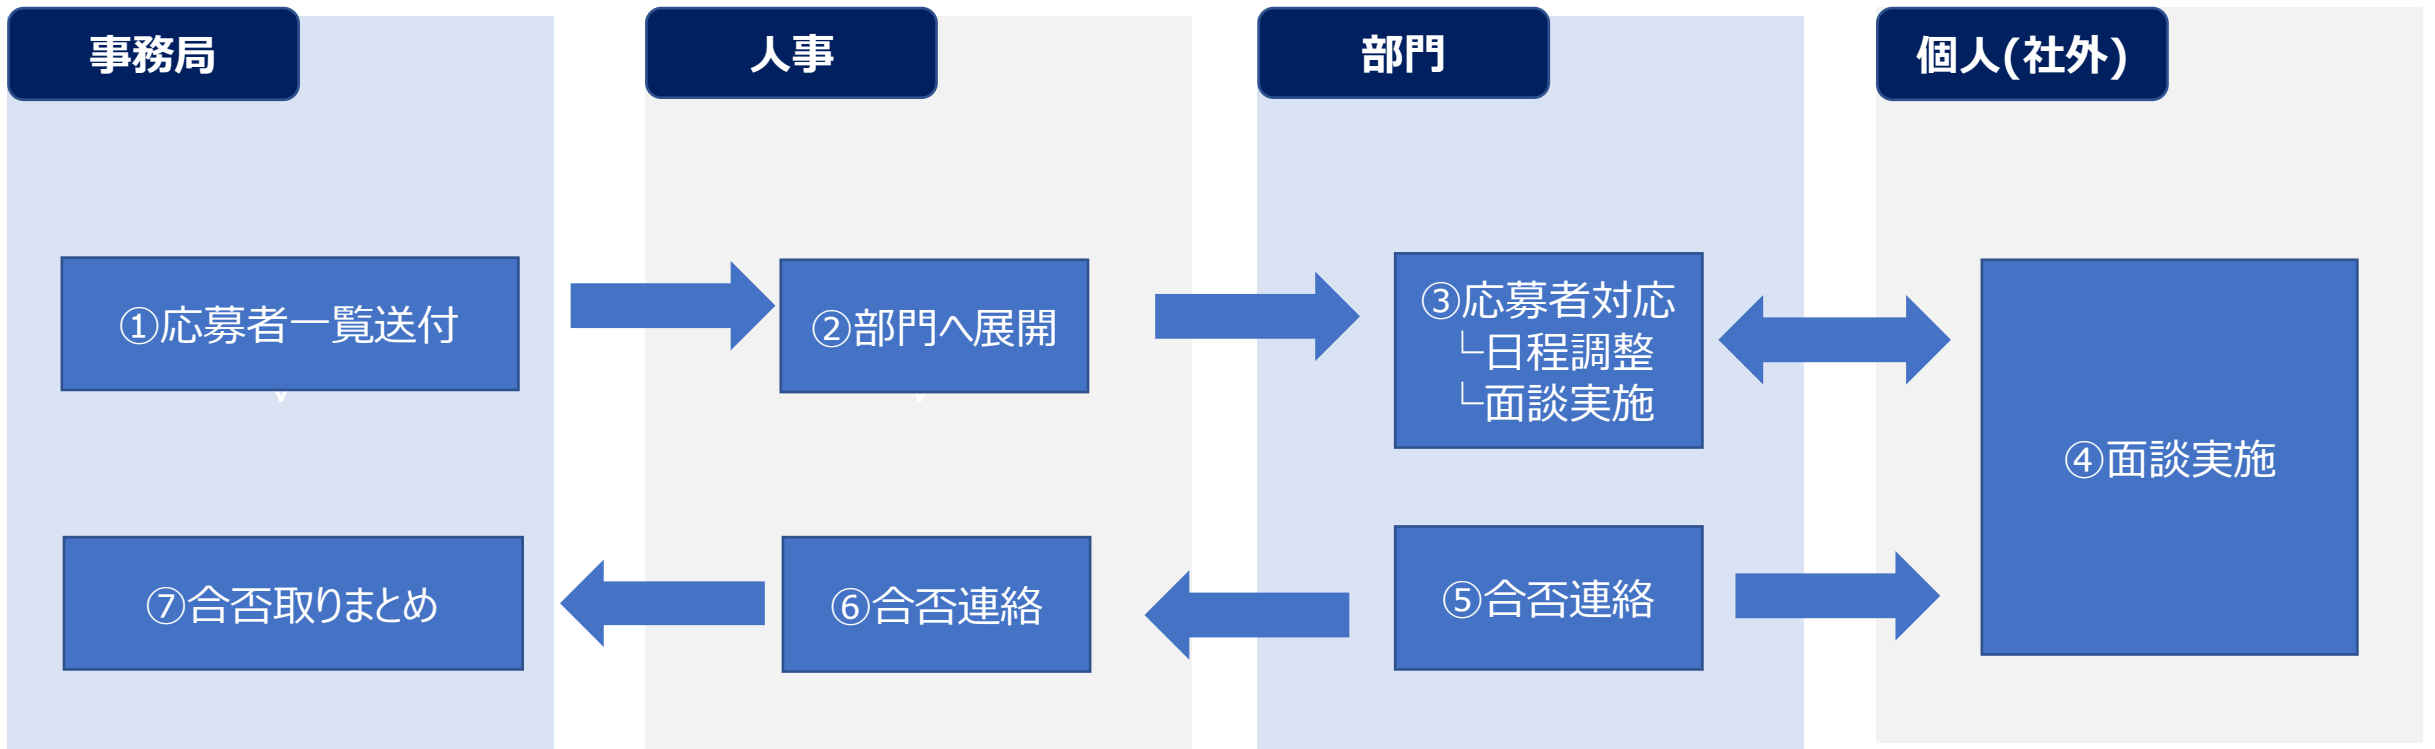 事務局
人事
部門
個人(社外)
①応募者一覧送付
②部門へ展開
③応募者対応
└日程調整
└面談実施
④面談実施
⑦合否取りまとめ
⑥合否連絡
⑤合否連絡